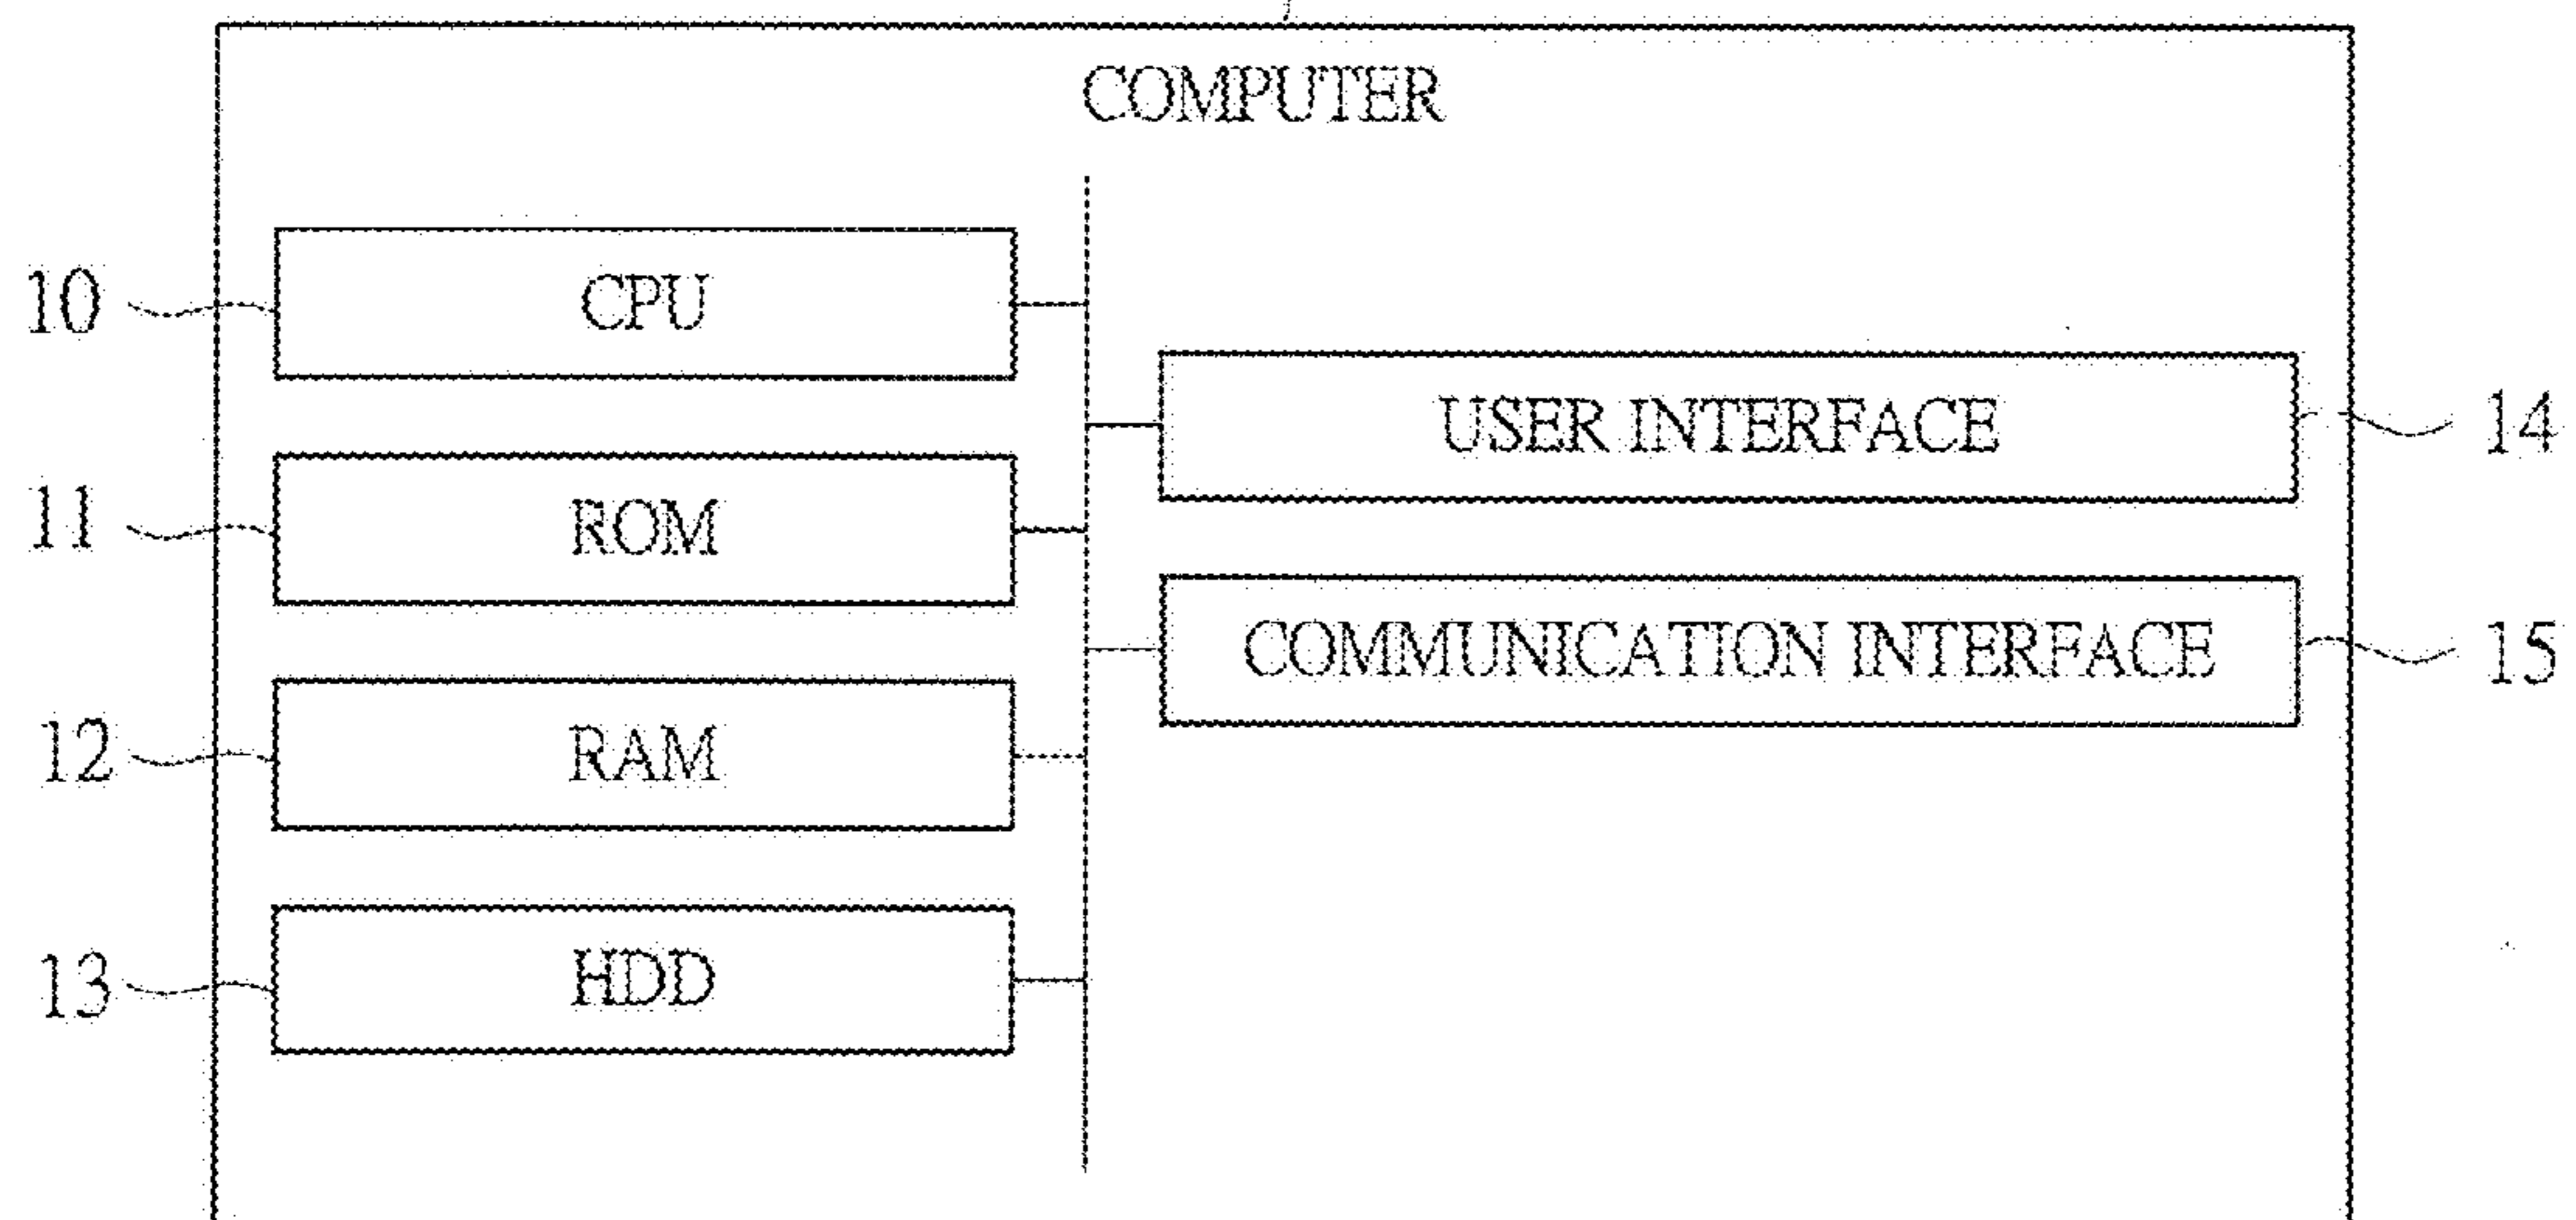 COMPUTER
10 CPU
USER INTERFACE 14
11 ROM
COMMUNICATION INTERFACE 15
12 RAM
13 HDD